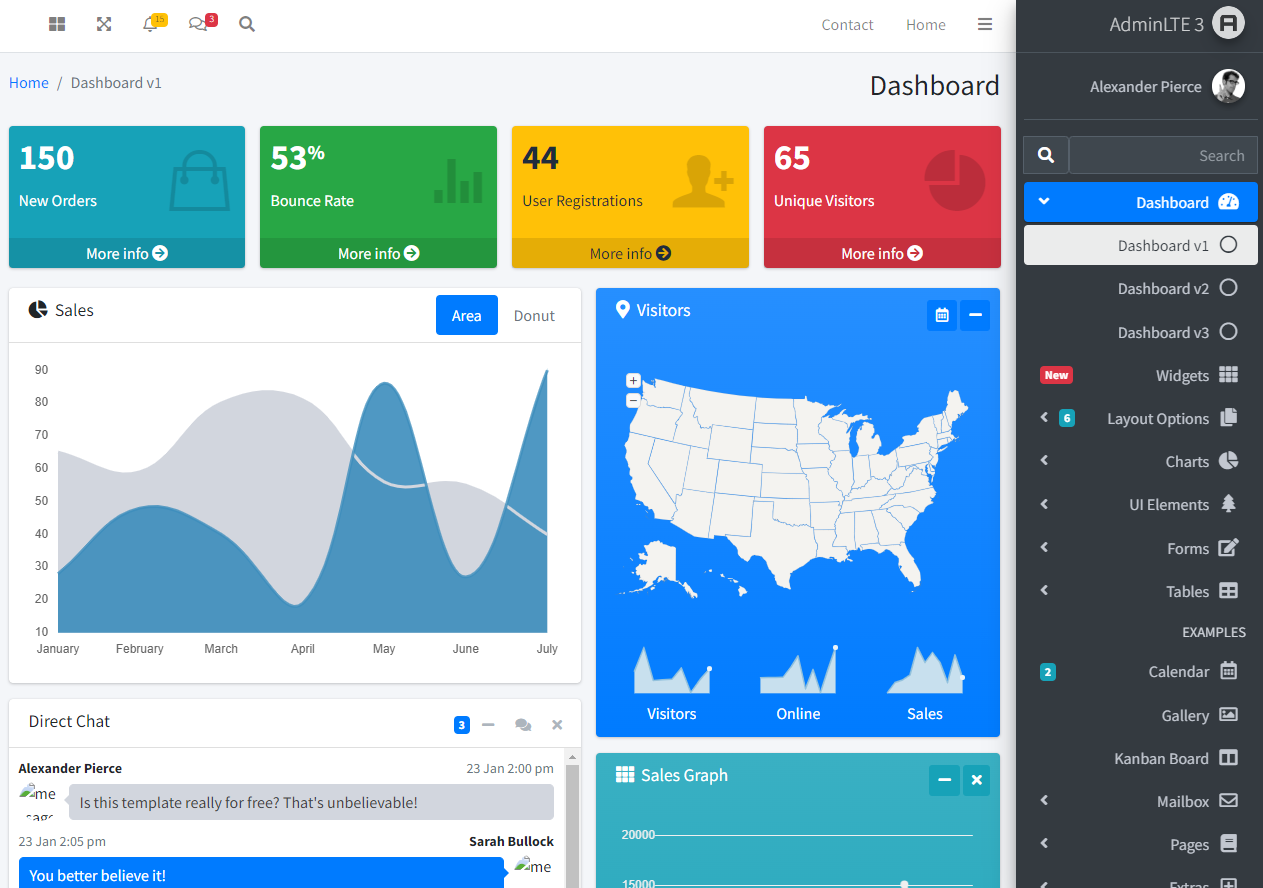 15
3
Contact
Home
AdminLTE 3
Alexander Pierce
Search
Home / Dashboard v1
Dashboard
150
New Orders
More info
53%
Bounce Rate
More info
44
User Registrations
More info
65
Unique Visitors
More info
Sales
Area
Donut
90
80
70
60
50
40
30
20
10
January February March April May June July
Visitors
+
−
Visitors
Online
Sales
Direct Chat
3
Alexander Pierce
23 Jan 2:00 pm
me
sage
Is this template really for free? That's unbelievable!
23 Jan 2:05 pm
Sarah Bullock
me
You better believe it!
Sales Graph
20000
15000
Dashboard
Dashboard v1
Dashboard v2
Dashboard v3
New
Widgets
6
Layout Options
Charts
UI Elements
Forms
Tables
EXAMPLES
2
Calendar
Gallery
Kanban Board
Mailbox
Pages
Extras